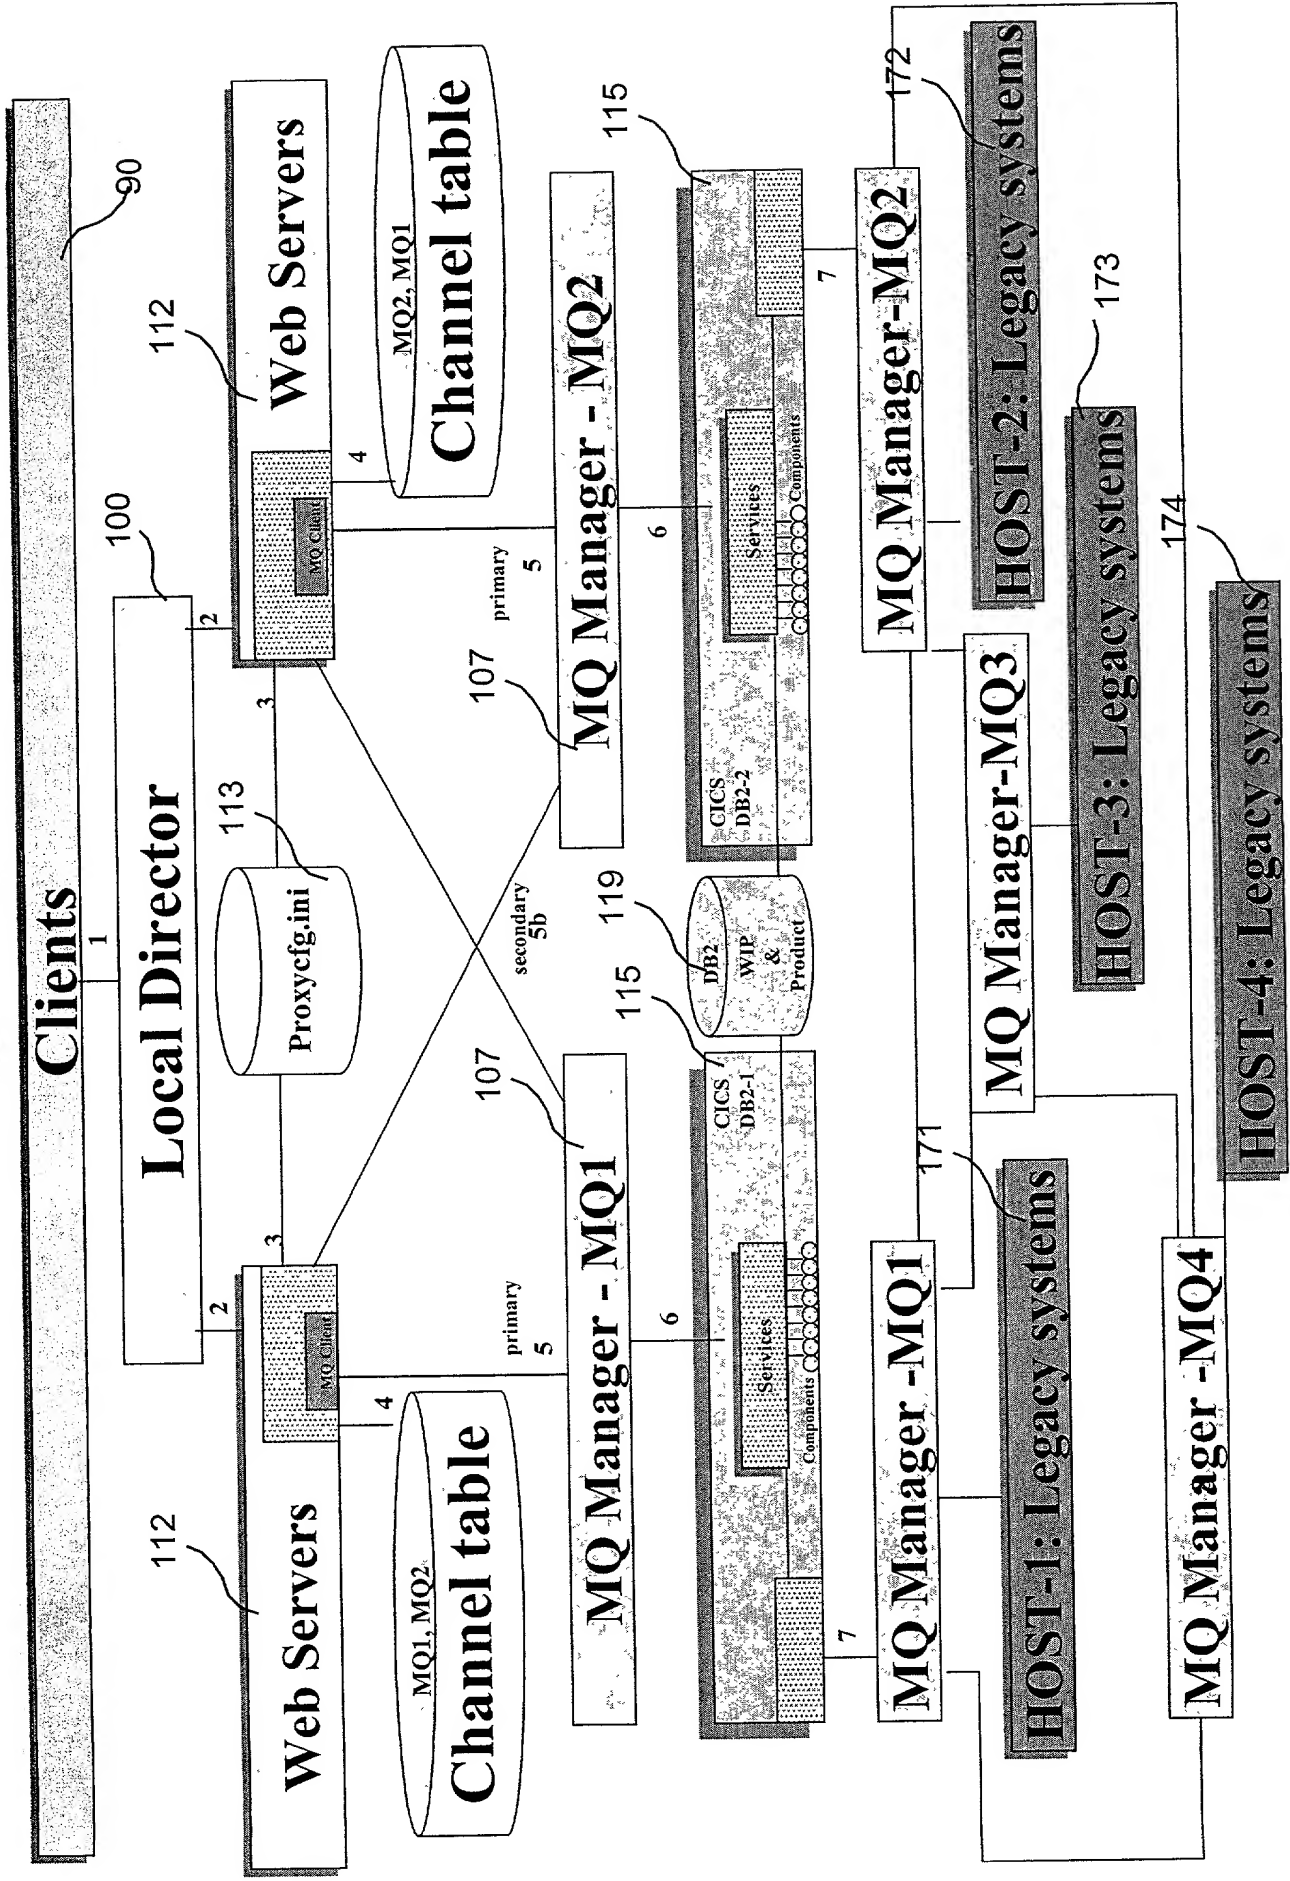 Clients
90
1
Local Director
100
2
2
112
Web Servers
MQ Client
3
Proxycfg.ini
113
3
112
Web Servers
MQ Client
4
MQ1, MQ2
Channel table
4
MQ2, MQ1
Channel table
primary
5
secondary
5b
primary
5
107
MQ Manager - MQ1
107
MQ Manager - MQ2
6
6
115
CICS
DB2-1
Services
Components
119
DB2
WIP
&
Product
115
CICS
DB2-2
Services
Components
7
7
MQ Manager -MQ1
MQ Manager-MQ2
171
HOST-1: Legacy systems
172
HOST-2: Legacy systems
MQ Manager-MQ3
173
HOST-3: Legacy systems
MQ Manager -MQ4
174
HOST-4: Legacy systems